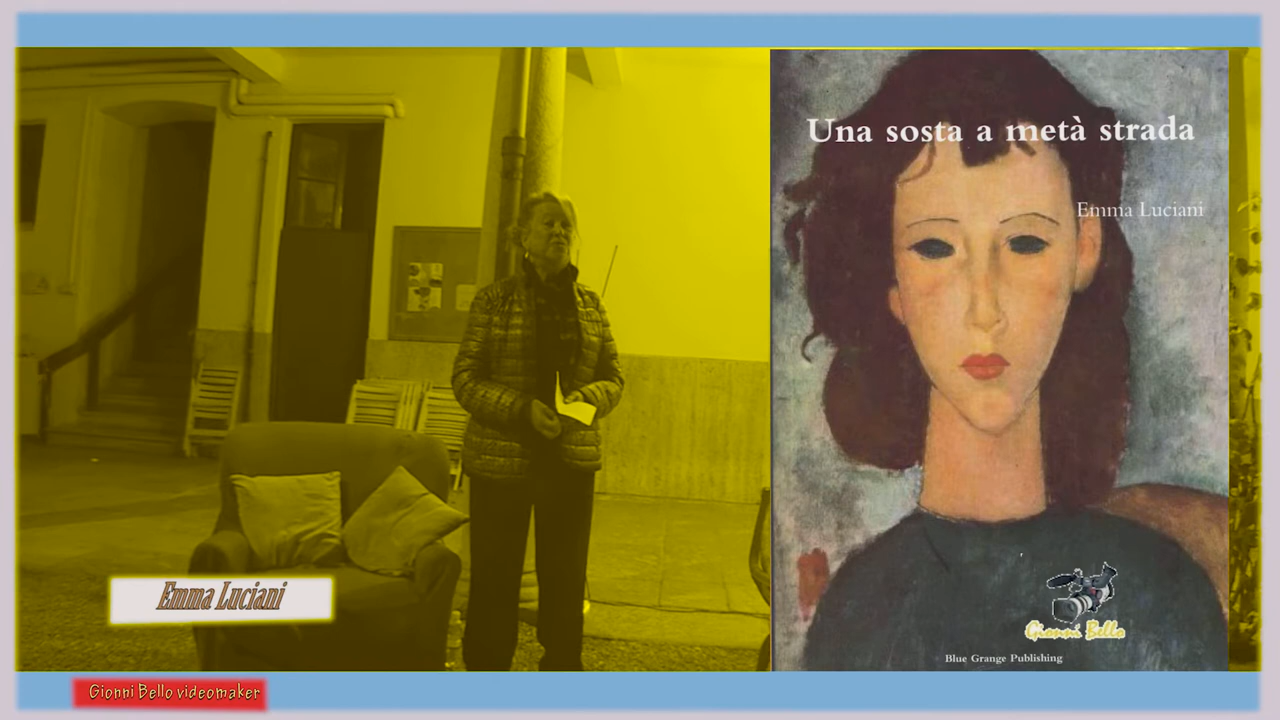 Una sosta a metà strada
Emma Luciani
Emma Luciani
Gionni Bello
Blue Grange Publishing
Gionni Bello videomaker